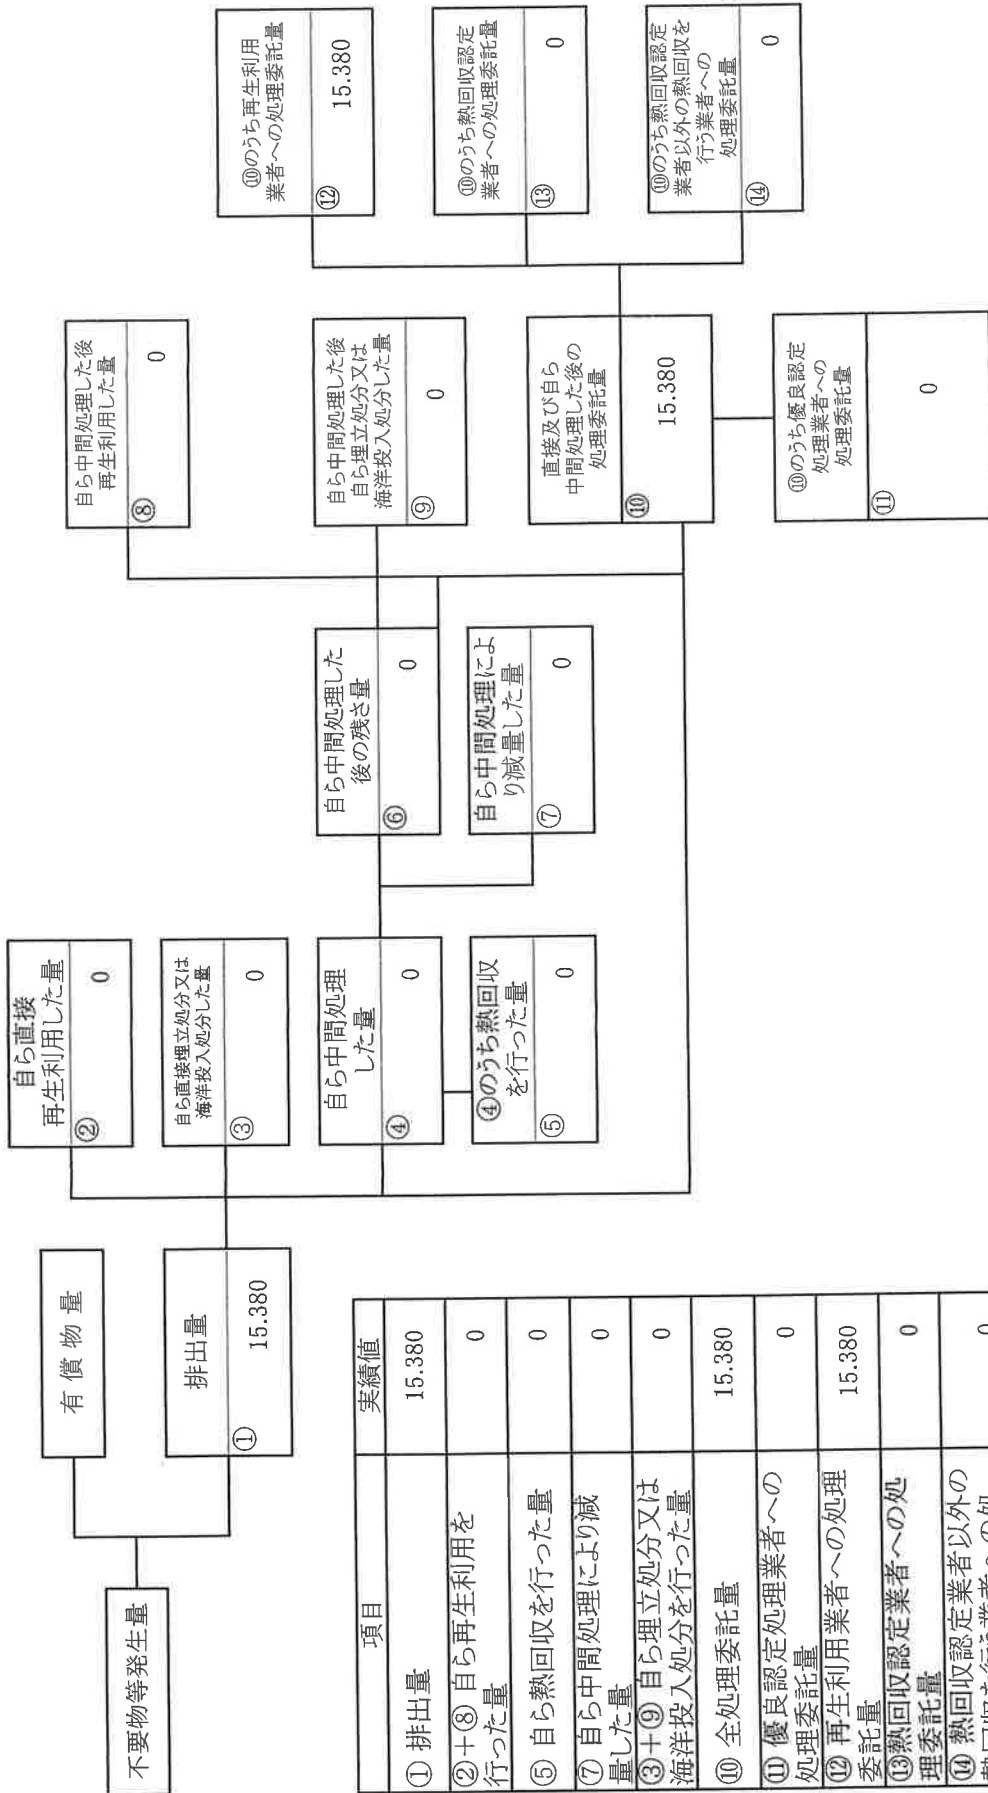 不要物等発生量
有償物量
排出量
①
15.380
自ら直接
再生利用した量
②
0
自ら直接埋立処分又は
海洋投入処分した量
③
0
自ら中間処理
した量
④
0
④のうち熱回収
を行った量
⑤
0
自ら中間処理した
後の残さ量
⑥
0
自ら中間処理によ
り減量した量
⑦
0
自ら中間処理した後
再生利用した量
⑧
0
自ら中間処理した後
自ら埋立処分又は
海洋投入処分した量
⑨
0
直接及び自ら
中間処理した後の
処理委託量
⑩
15.380
⑩のうち優良認定
処理業者への
処理委託量
⑪
0
⑩のうち再生利用
業者への処理委託量
⑫
15.380
⑩のうち熱回収認定
業者への処理委託量
⑬
0
⑩のうち熱回収認定
業者以外の熱回収を
行う業者への
処理委託量
⑭
0
項目 実績値
① 排出量 15.380
②+⑧ 自ら再生利用を
行った量 0
⑤ 自ら熱回収を行った量 0
⑦ 自ら中間処理により減
量した量 0
③+⑨ 自ら埋立処分又は
海洋投入処分を行った量 0
⑩ 全処理委託量 15.380
⑪ 優良認定処理業者への
処理委託量 0
⑫ 再生利用業者への処理
委託量 15.380
⑬熱回収認定業者への処
理委託量 0
⑭ 熱回収認定業者以外の
熱回収を行う業者への処 0